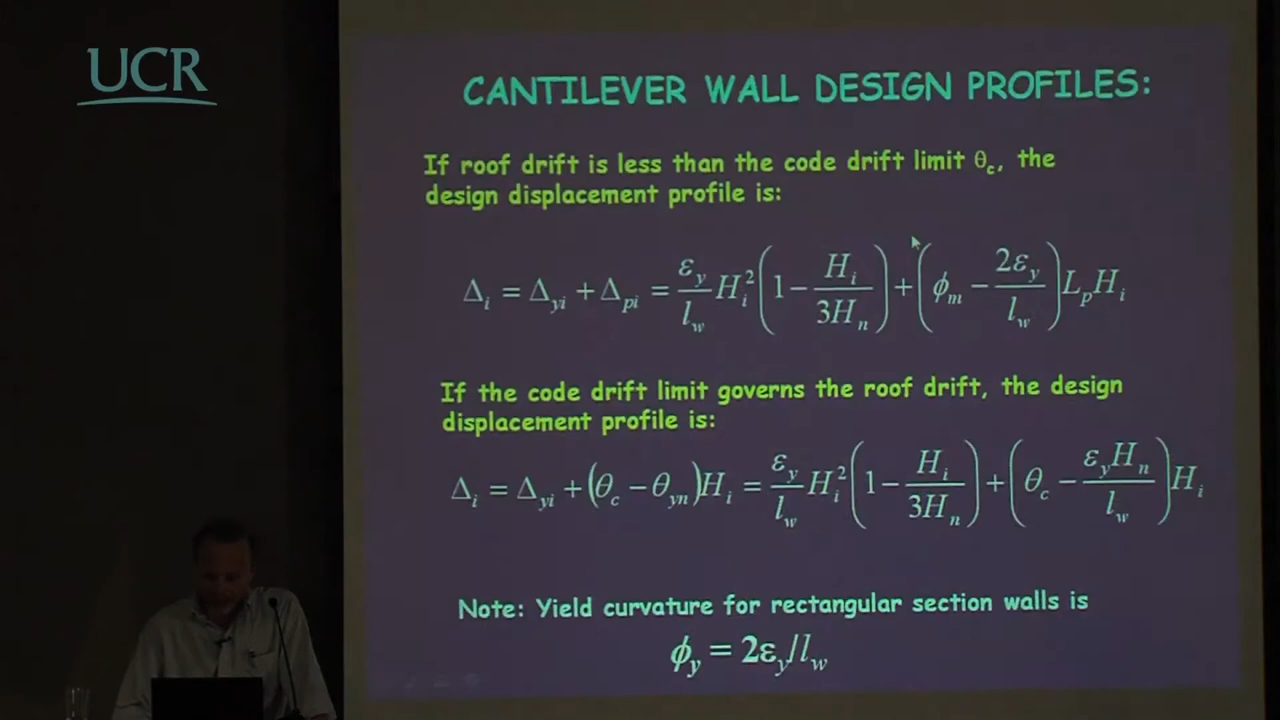 UCR
CANTILEVER WALL DESIGN PROFILES:
If roof drift is less than the code drift limit θc, the
design displacement profile is:
Δi = Δyi + Δpi = (εy/lw) Hi² (1 − Hi/(3Hn)) + (ϕm − 2εy/lw) LpHi
If the code drift limit governs the roof drift, the design
displacement profile is:
Δi = Δyi + (θc − θyn)Hi = (εy/lw) Hi² (1 − Hi/(3Hn)) + (θc − εyHn/lw) Hi
Note: Yield curvature for rectangular section walls is
ϕy = 2εy/lw